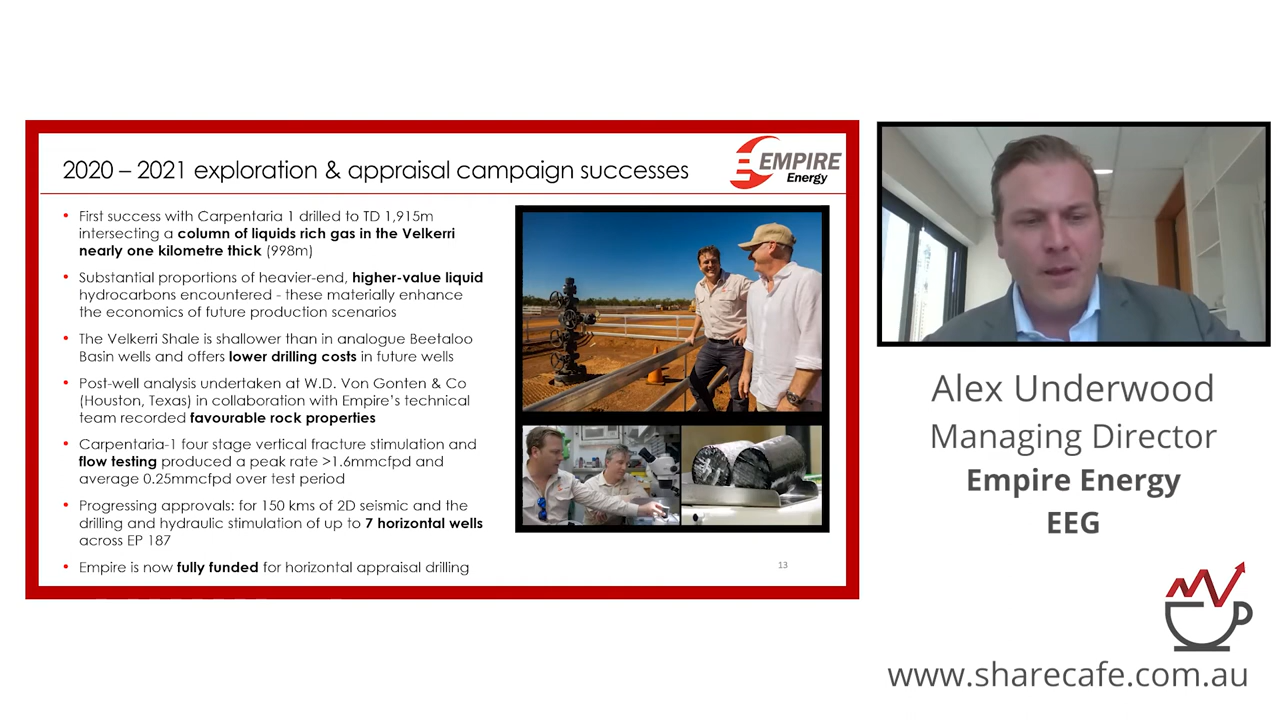 2020 – 2021 exploration & appraisal campaign successes
EMPIRE
Energy
• First success with Carpentaria 1 drilled to TD 1,915m
intersecting a column of liquids rich gas in the Velkerri
nearly one kilometre thick (998m)
• Substantial proportions of heavier-end, higher-value liquid
hydrocarbons encountered - these materially enhance
the economics of future production scenarios
• The Velkerri Shale is shallower than in analogue Beetaloo
Basin wells and offers lower drilling costs in future wells
• Post-well analysis undertaken at W.D. Von Gonten & Co
(Houston, Texas) in collaboration with Empire's technical
team recorded favourable rock properties
• Carpentaria-1 four stage vertical fracture stimulation and
flow testing produced a peak rate >1.6mmcfpd and
average 0.25mmcfpd over test period
• Progressing approvals: for 150 kms of 2D seismic and the
drilling and hydraulic stimulation of up to 7 horizontal wells
across EP 187
• Empire is now fully funded for horizontal appraisal drilling
13
Alex Underwood
Managing Director
Empire Energy
EEG
www.sharecafe.com.au